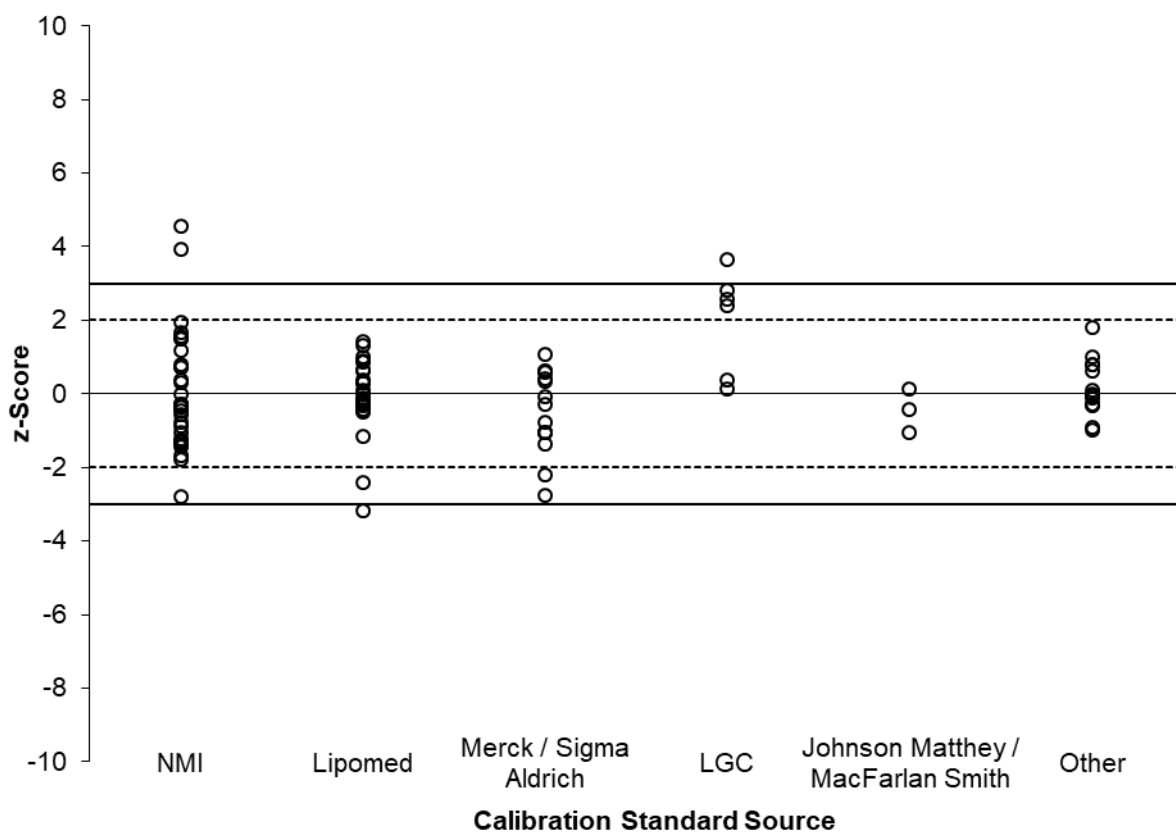 10
8
6
4
2
0
-2
-4
-6
-8
-10
z-Score
NMI
Lipomed
Merck / Sigma
Aldrich
LGC
Johnson Matthey /
MacFarlan Smith
Other
Calibration Standard Source